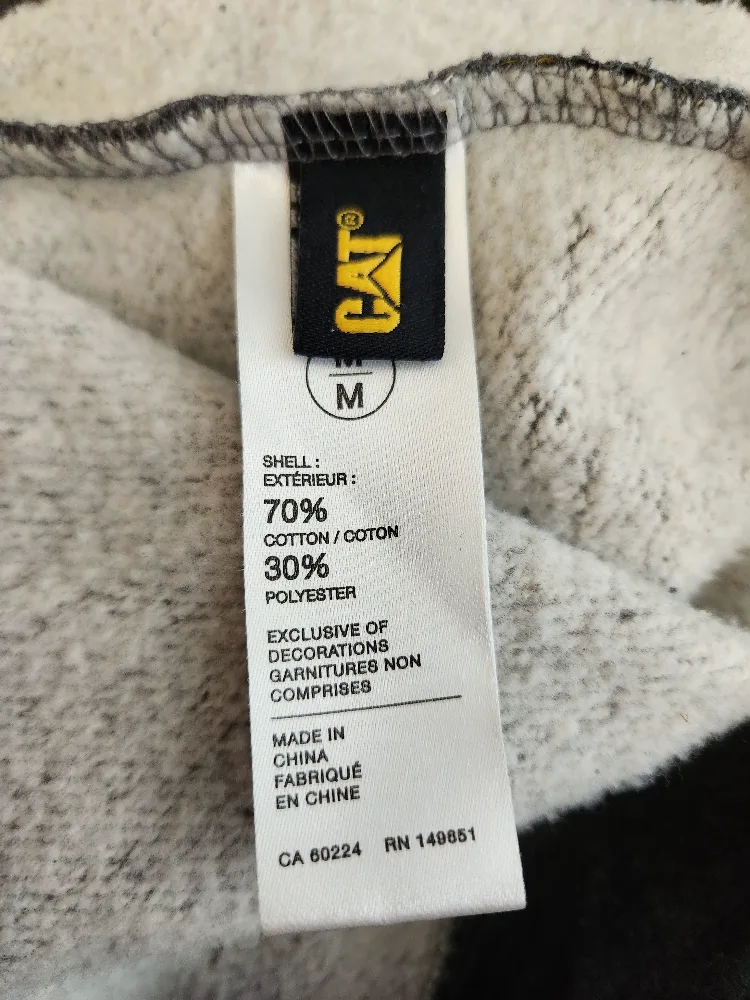 CAT®
M
M
SHELL :
EXTÉRIEUR :
70%
COTTON / COTON
30%
POLYESTER
EXCLUSIVE OF
DECORATIONS
GARNITURES NON
COMPRISES
MADE IN
CHINA
FABRIQUÉ
EN CHINE
CA 60224 RN 149651